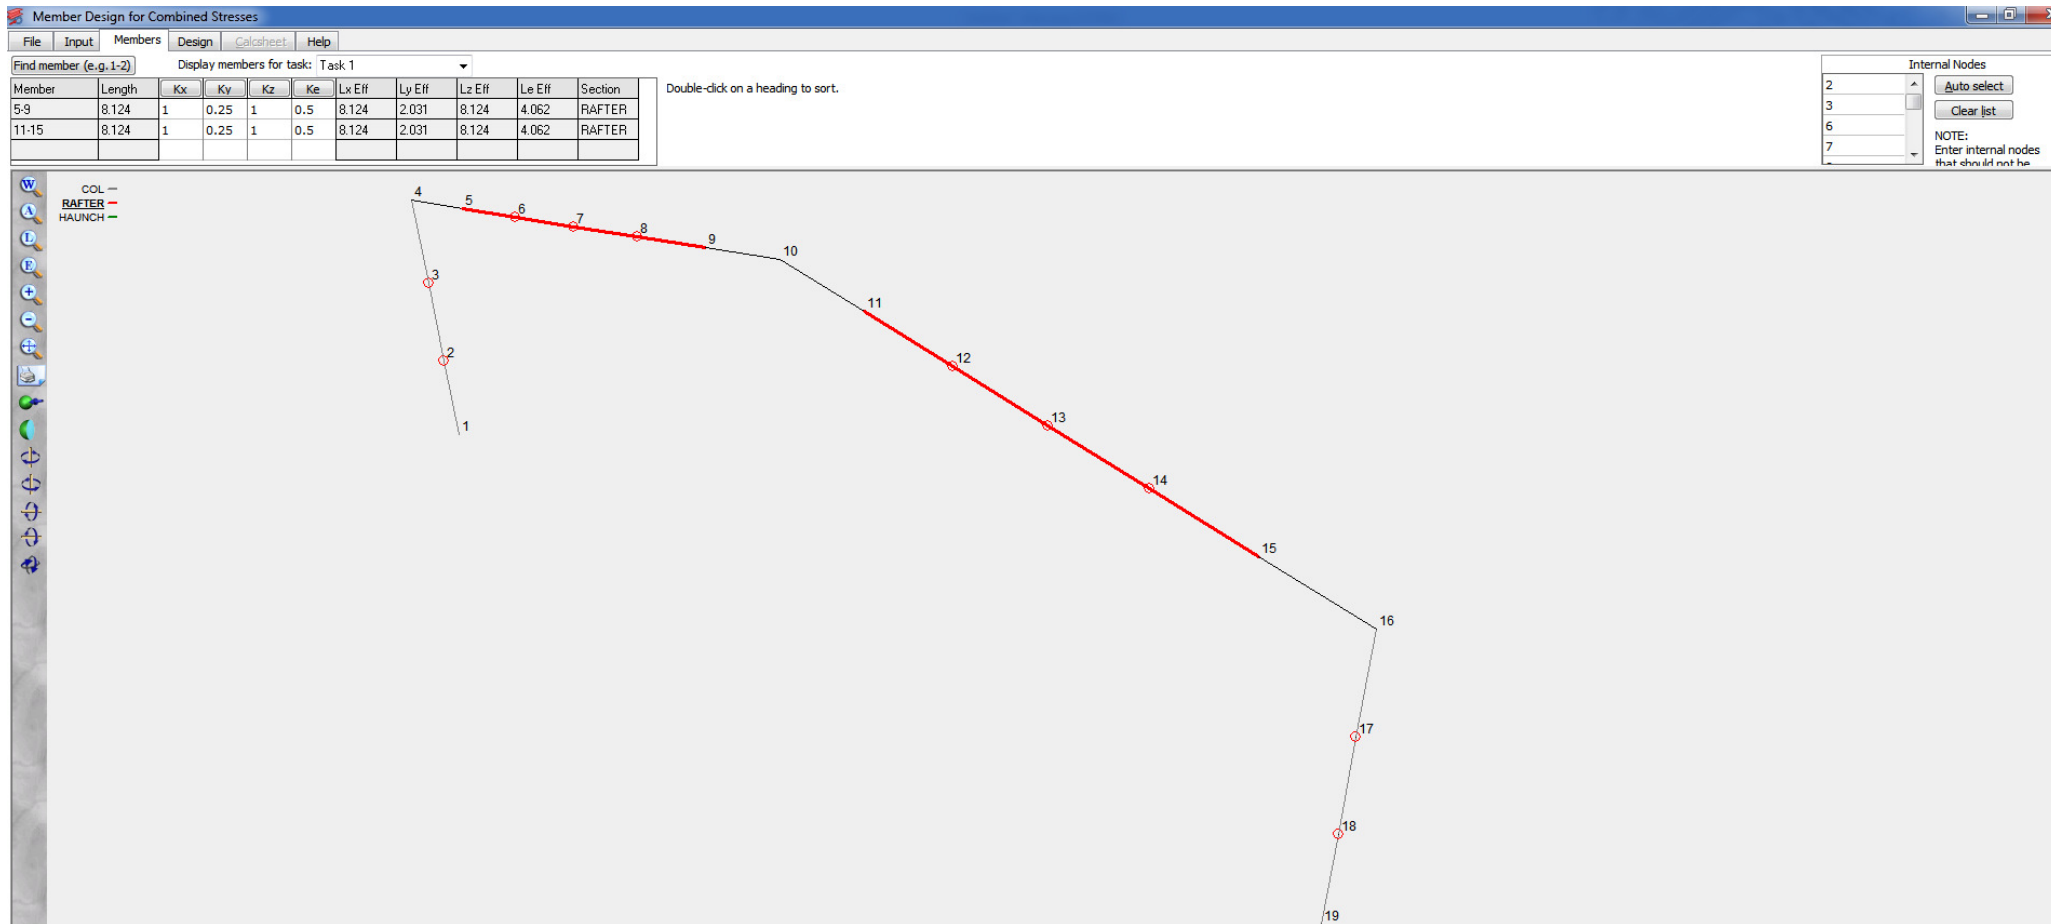 Member Design for Combined Stresses
File Input Members Design Calcsheet Help
Find member (e.g. 1-2) Display members for task: Task 1
Member Length Kx Ky Kz Ke Lx Eff Ly Eff Lz Eff Le Eff Section
5-9 8.124 1 0.25 1 0.5 8.124 2.031 8.124 4.062 RAFTER
11-15 8.124 1 0.25 1 0.5 8.124 2.031 8.124 4.062 RAFTER
Double-click on a heading to sort.
Internal Nodes
2
3
6
7
Auto select
Clear list
NOTE:
Enter internal nodes
that should not be
W
A
L
E
COL
RAFTER
HAUNCH
4
5
6
7
8
9
10
3
11
2
12
1
13
14
15
16
17
18
19